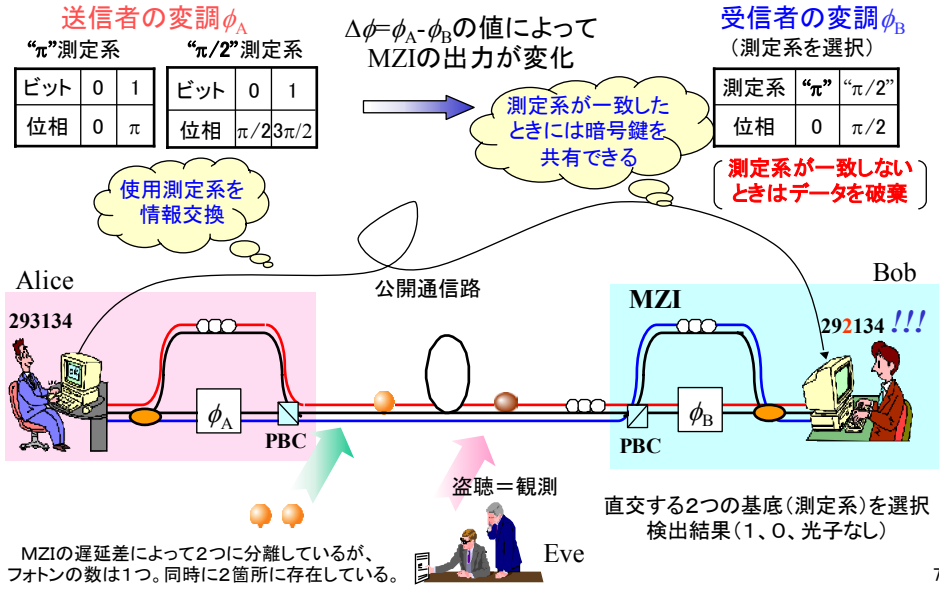 送信者の変調ϕA
“π”測定系
“π/2”測定系
ビット 0 1
位相 0 π
ビット 0 1
位相 π/2 3π/2
Δϕ=ϕA-ϕBの値によって
MZIの出力が変化
受信者の変調ϕB
(測定系を選択)
測定系 “π” “π/2”
位相 0 π/2
測定系が一致した
ときには暗号鍵を
共有できる
測定系が一致しない
ときはデータを破棄
使用測定系を
情報交換
公開通信路
Alice
293134
ϕA
PBC
MZI
Bob
292134 !!!
PBC
ϕB
盗聴=観測
Eve
MZIの遅延差によって2つに分離しているが、
フォトンの数は1つ。同時に2箇所に存在している。
直交する2つの基底(測定系)を選択
検出結果(1、0、光子なし)
7